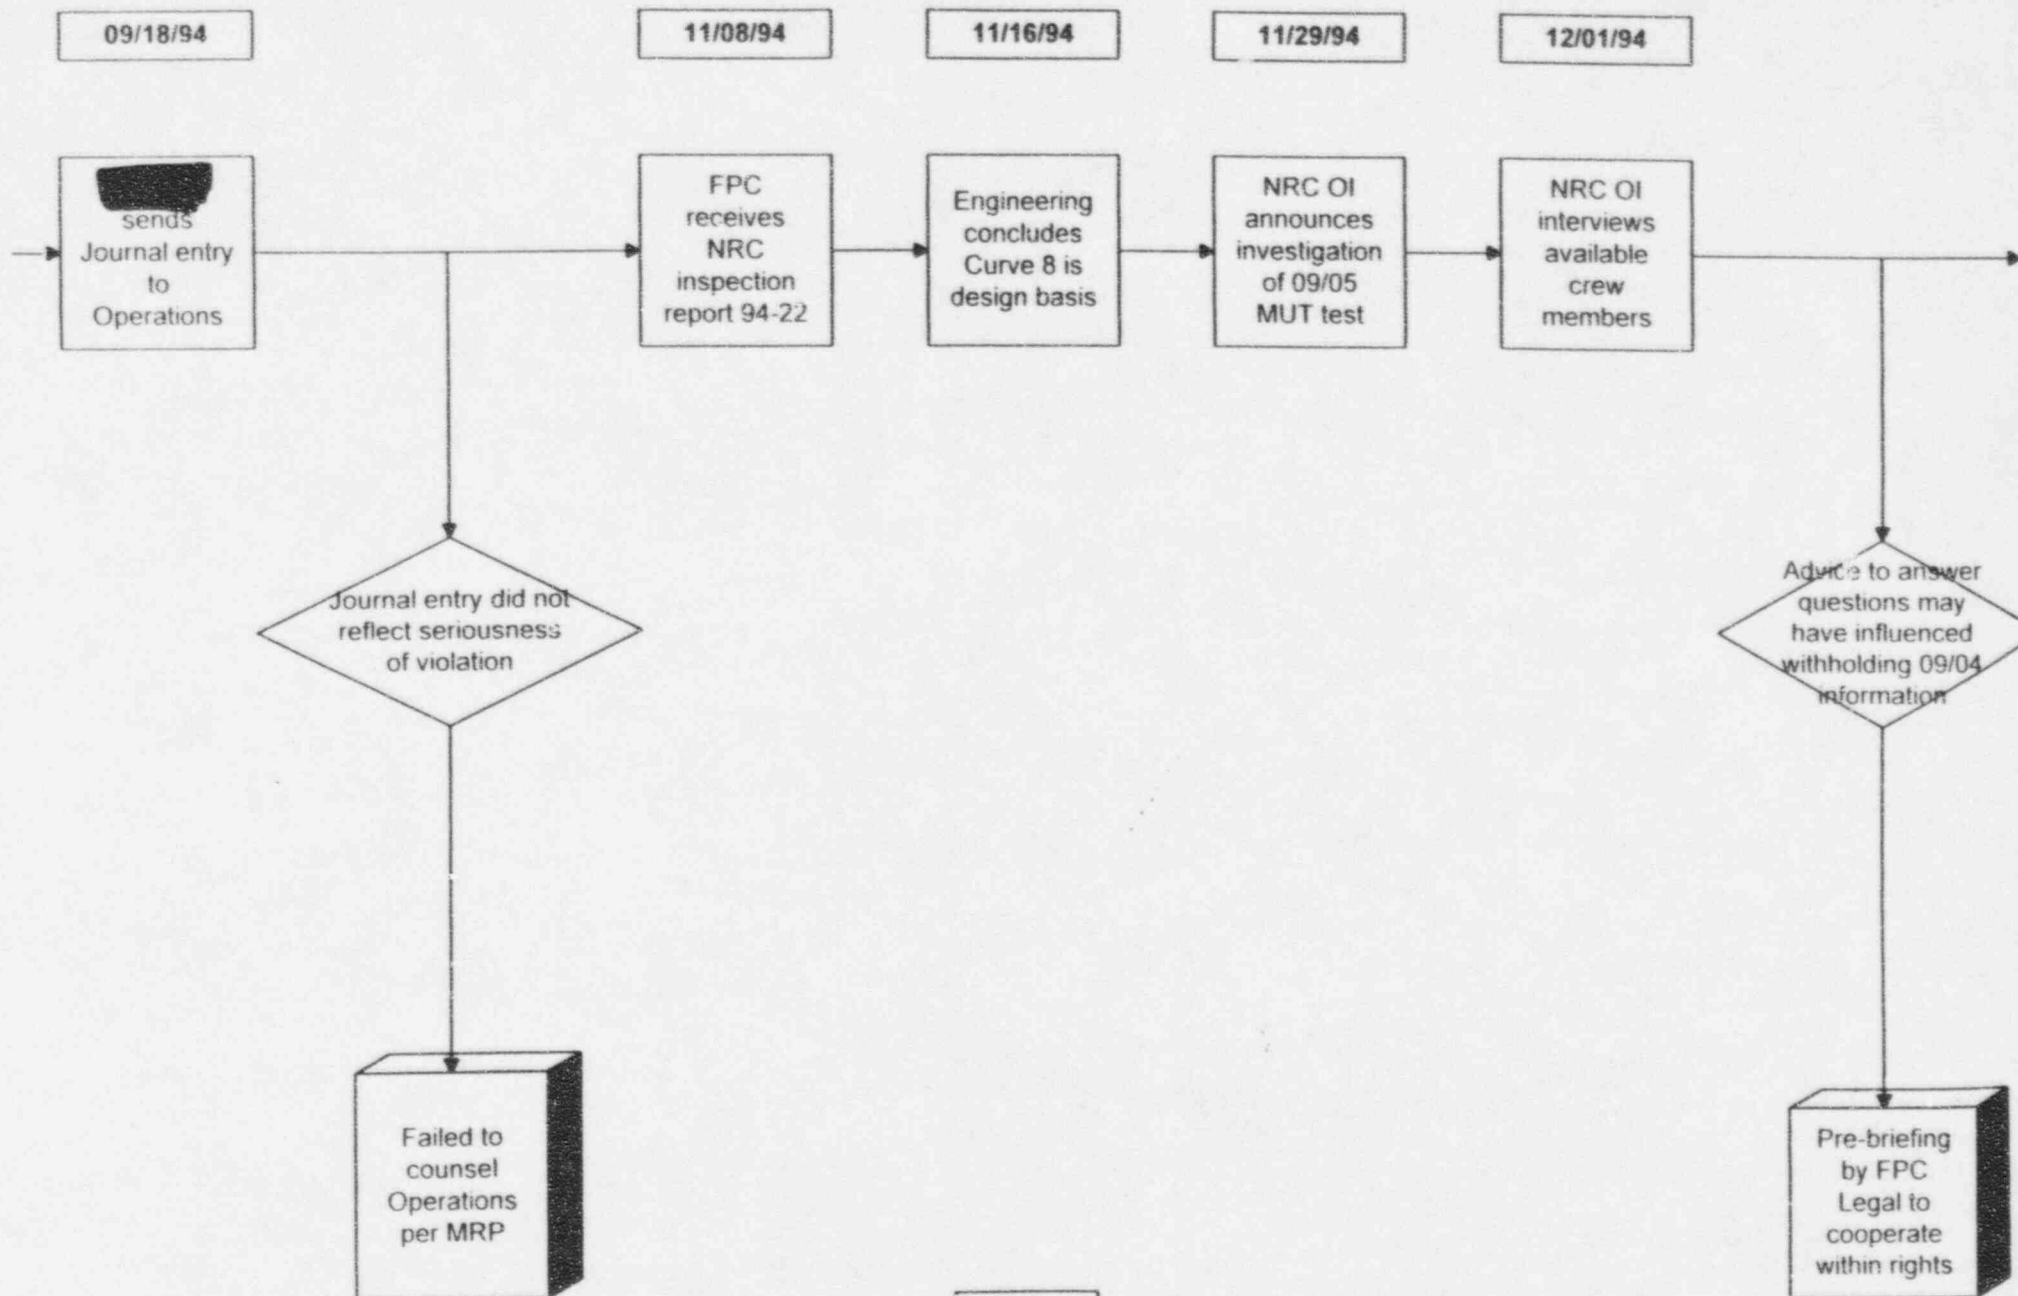 09/18/94
11/08/94
11/16/94
11/29/94
12/01/94
sends
Journal entry
to
Operations
FPC
receives
NRC
inspection
report 94-22
Engineering
concludes
Curve 8 is
design basis
NRC OI
announces
investigation
of 09/05
MUT test
NRC OI
interviews
available
crew
members
Journal entry did not
reflect seriousness
of violation
Advice to answer
questions may
have influenced
withholding 09/04
information
Failed to
counsel
Operations
per MRP
Pre-briefing
by FPC
Legal to
cooperate
within rights